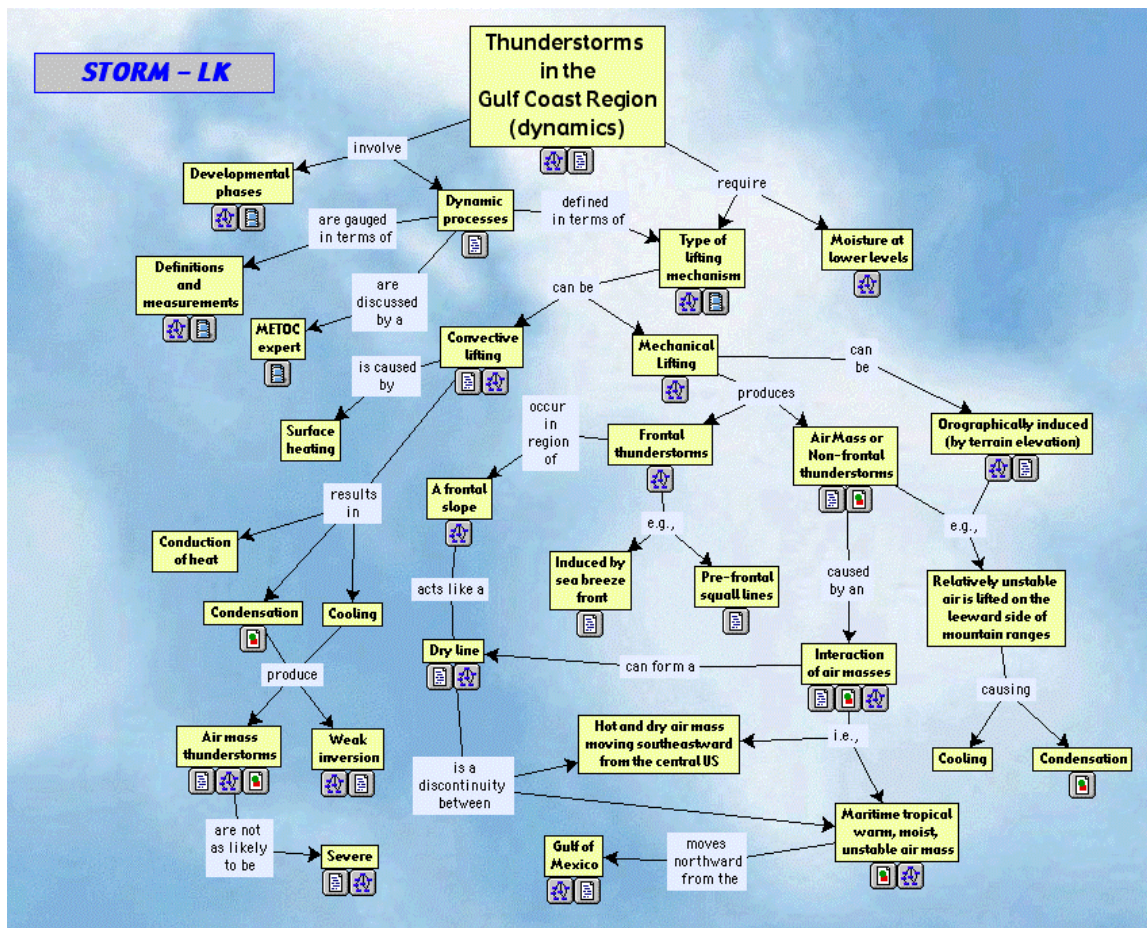 STORM – LK
Thunderstorms
in the
Gulf Coast Region
(dynamics)
involve
Developmental
phases
Dynamic
processes
defined
in terms of
require
are gauged
in terms of
Type of
lifting
mechanism
Moisture at
lower levels
Definitions
and
measurements
are
discussed
by a
can be
METOC
expert
Convective
lifting
Mechanical
Lifting
can
be
is caused
by
produces
occur
in
region
of
Surface
heating
Frontal
thunderstorms
Air Mass or
Non-frontal
thunderstorms
Orographically induced
(by terrain elevation)
results
in
A frontal
slope
e.g.,
e.g.,
Conduction
of heat
Induced by
sea breeze
front
Pre-frontal
squall lines
caused
by an
Relatively unstable
air is lifted on the
leeward side of
mountain ranges
acts like a
Condensation
Cooling
Dry line
can form a
Interaction
of air masses
produce
causing
Air mass
thunderstorms
Weak
inversion
Hot and dry air mass
moving southeastward
from the central US
i.e.,
Cooling
Condensation
is a
discontinuity
between
are not
as likely
to be
Severe
Gulf of
Mexico
moves
northward
from the
Maritime tropical
warm, moist,
unstable air mass